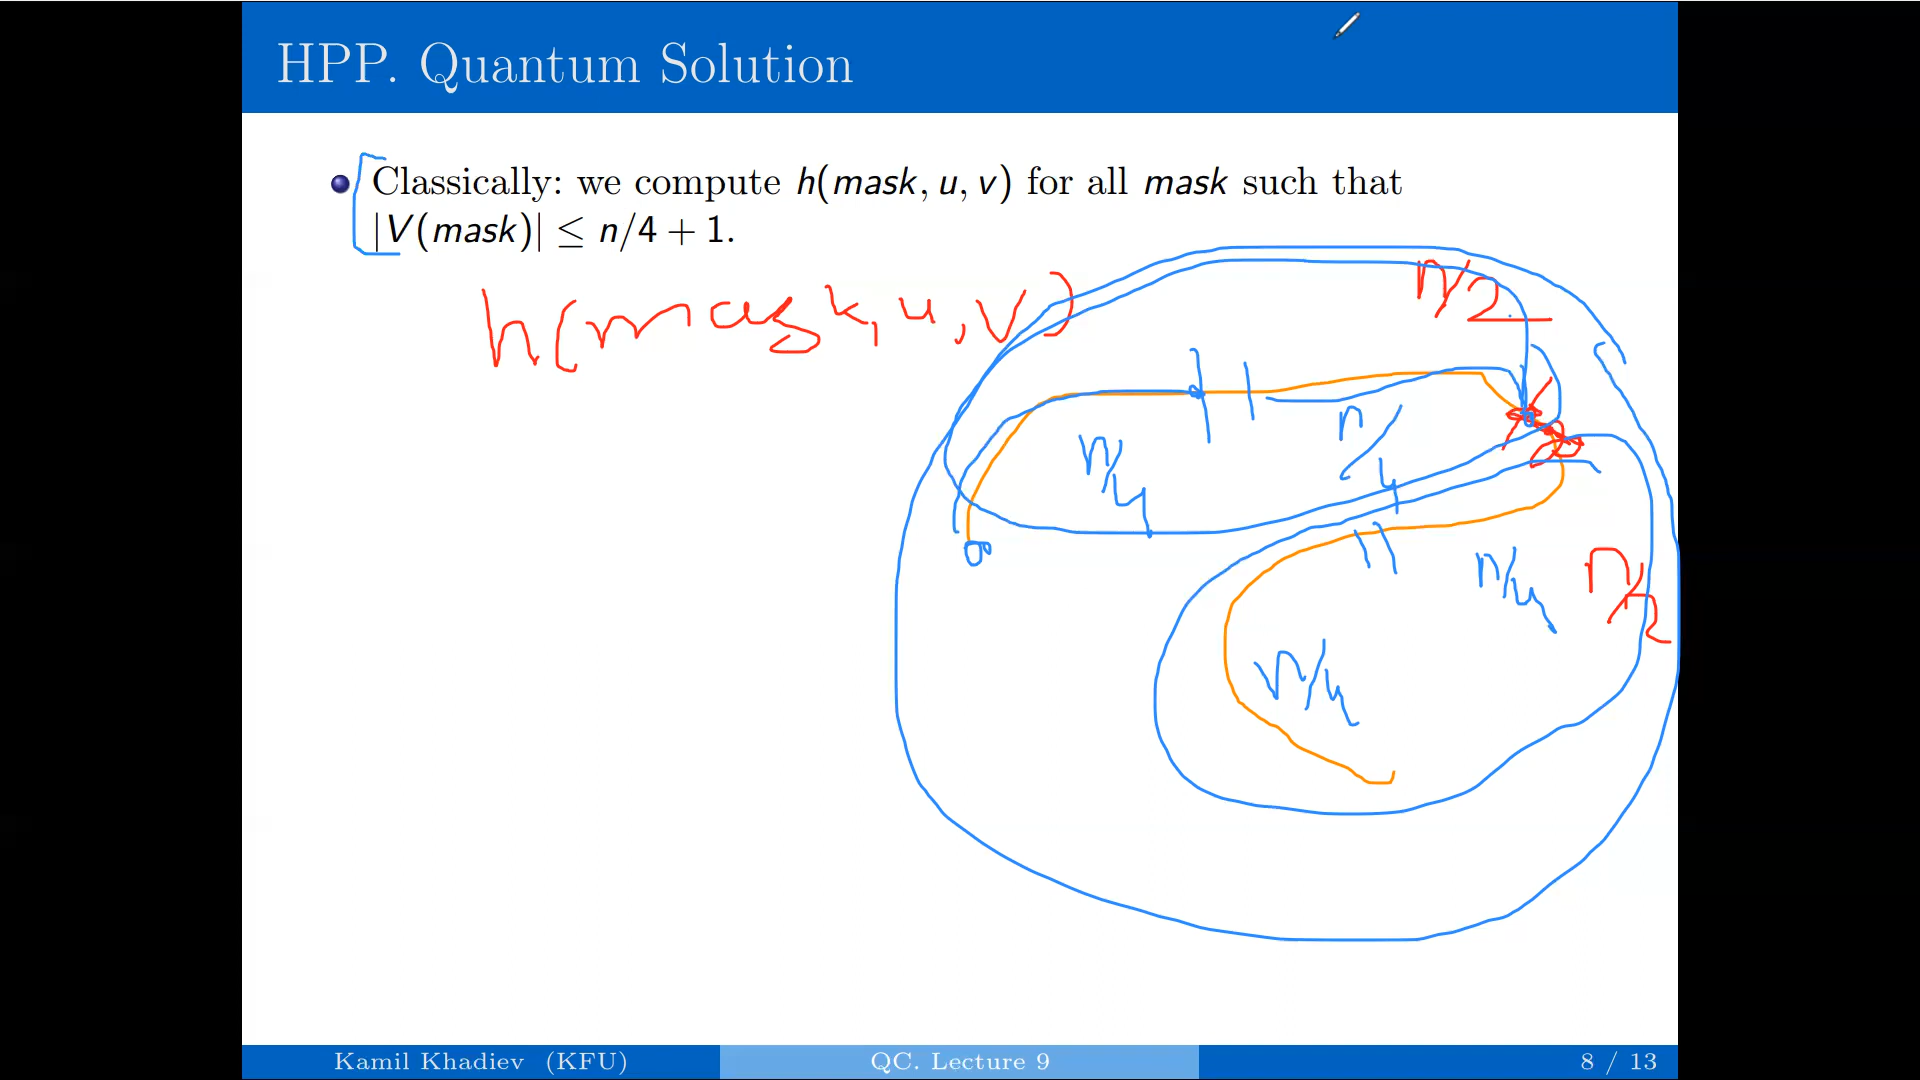 HPP. Quantum Solution
Classically: we compute h(mask, u, v) for all mask such that
|V(mask)| ≤ n/4 + 1.
h(mask, u, v)
n/2
n/4
n/4
n/4
n/2
n/4
Kamil Khadiev (KFU)
QC. Lecture 9
8 / 13